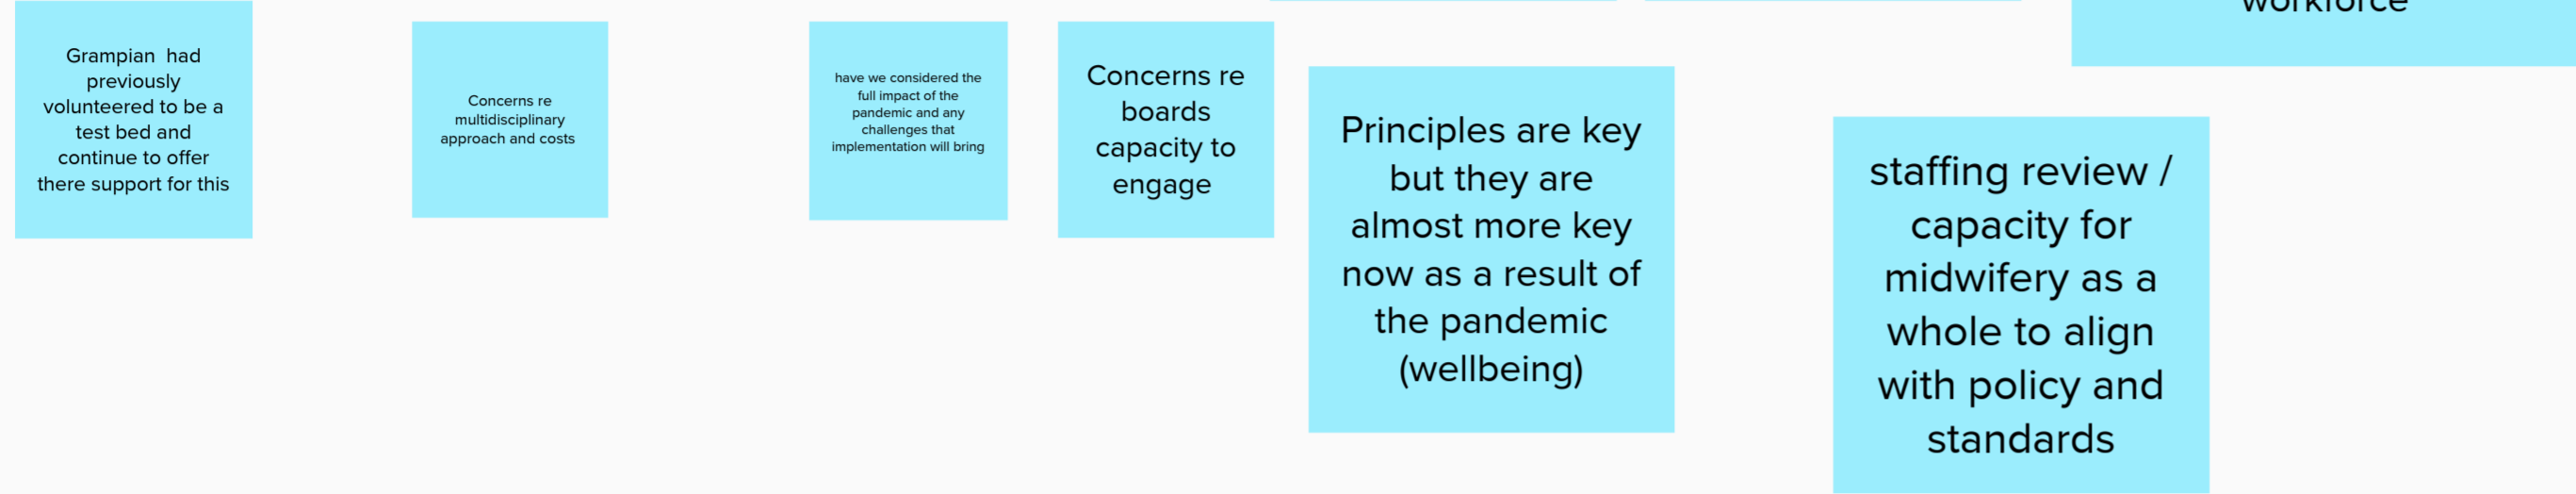 workforce
Grampian  had
previously
volunteered to be a
test bed and
continue to offer
there support for this
Concerns re
multidisciplinary
approach and costs
have we considered the
full impact of the
pandemic and any
challenges that
implementation will bring
Concerns re
boards
capacity to
engage
Principles are key
but they are
almost more key
now as a result of
the pandemic
(wellbeing)
staffing review /
capacity for
midwifery as a
whole to align
with policy and
standards